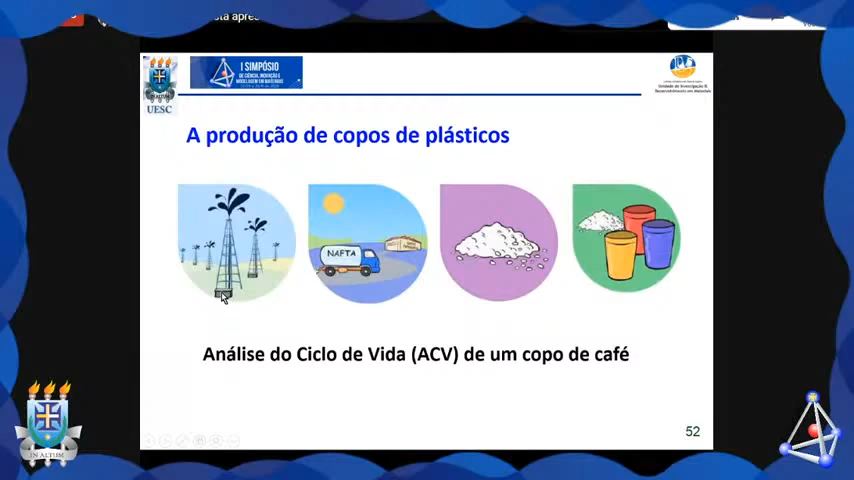 I SIMPÓSIO
DE CIÊNCIA, INOVAÇÃO E
MODELAGEM EM MATERIAIS
UESC
A produção de copos de plásticos
NAFTA
Análise do Ciclo de Vida (ACV) de um copo de café
52
IN ALTUM